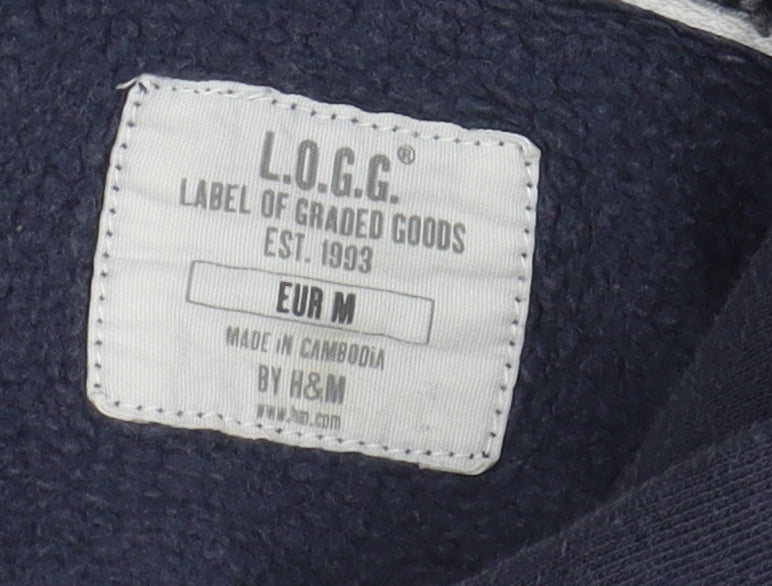 L.O.G.G.®
LABEL OF GRADED GOODS
EST. 1993
EUR M
MADE IN CAMBODiA
BY H&M
www.hm.com